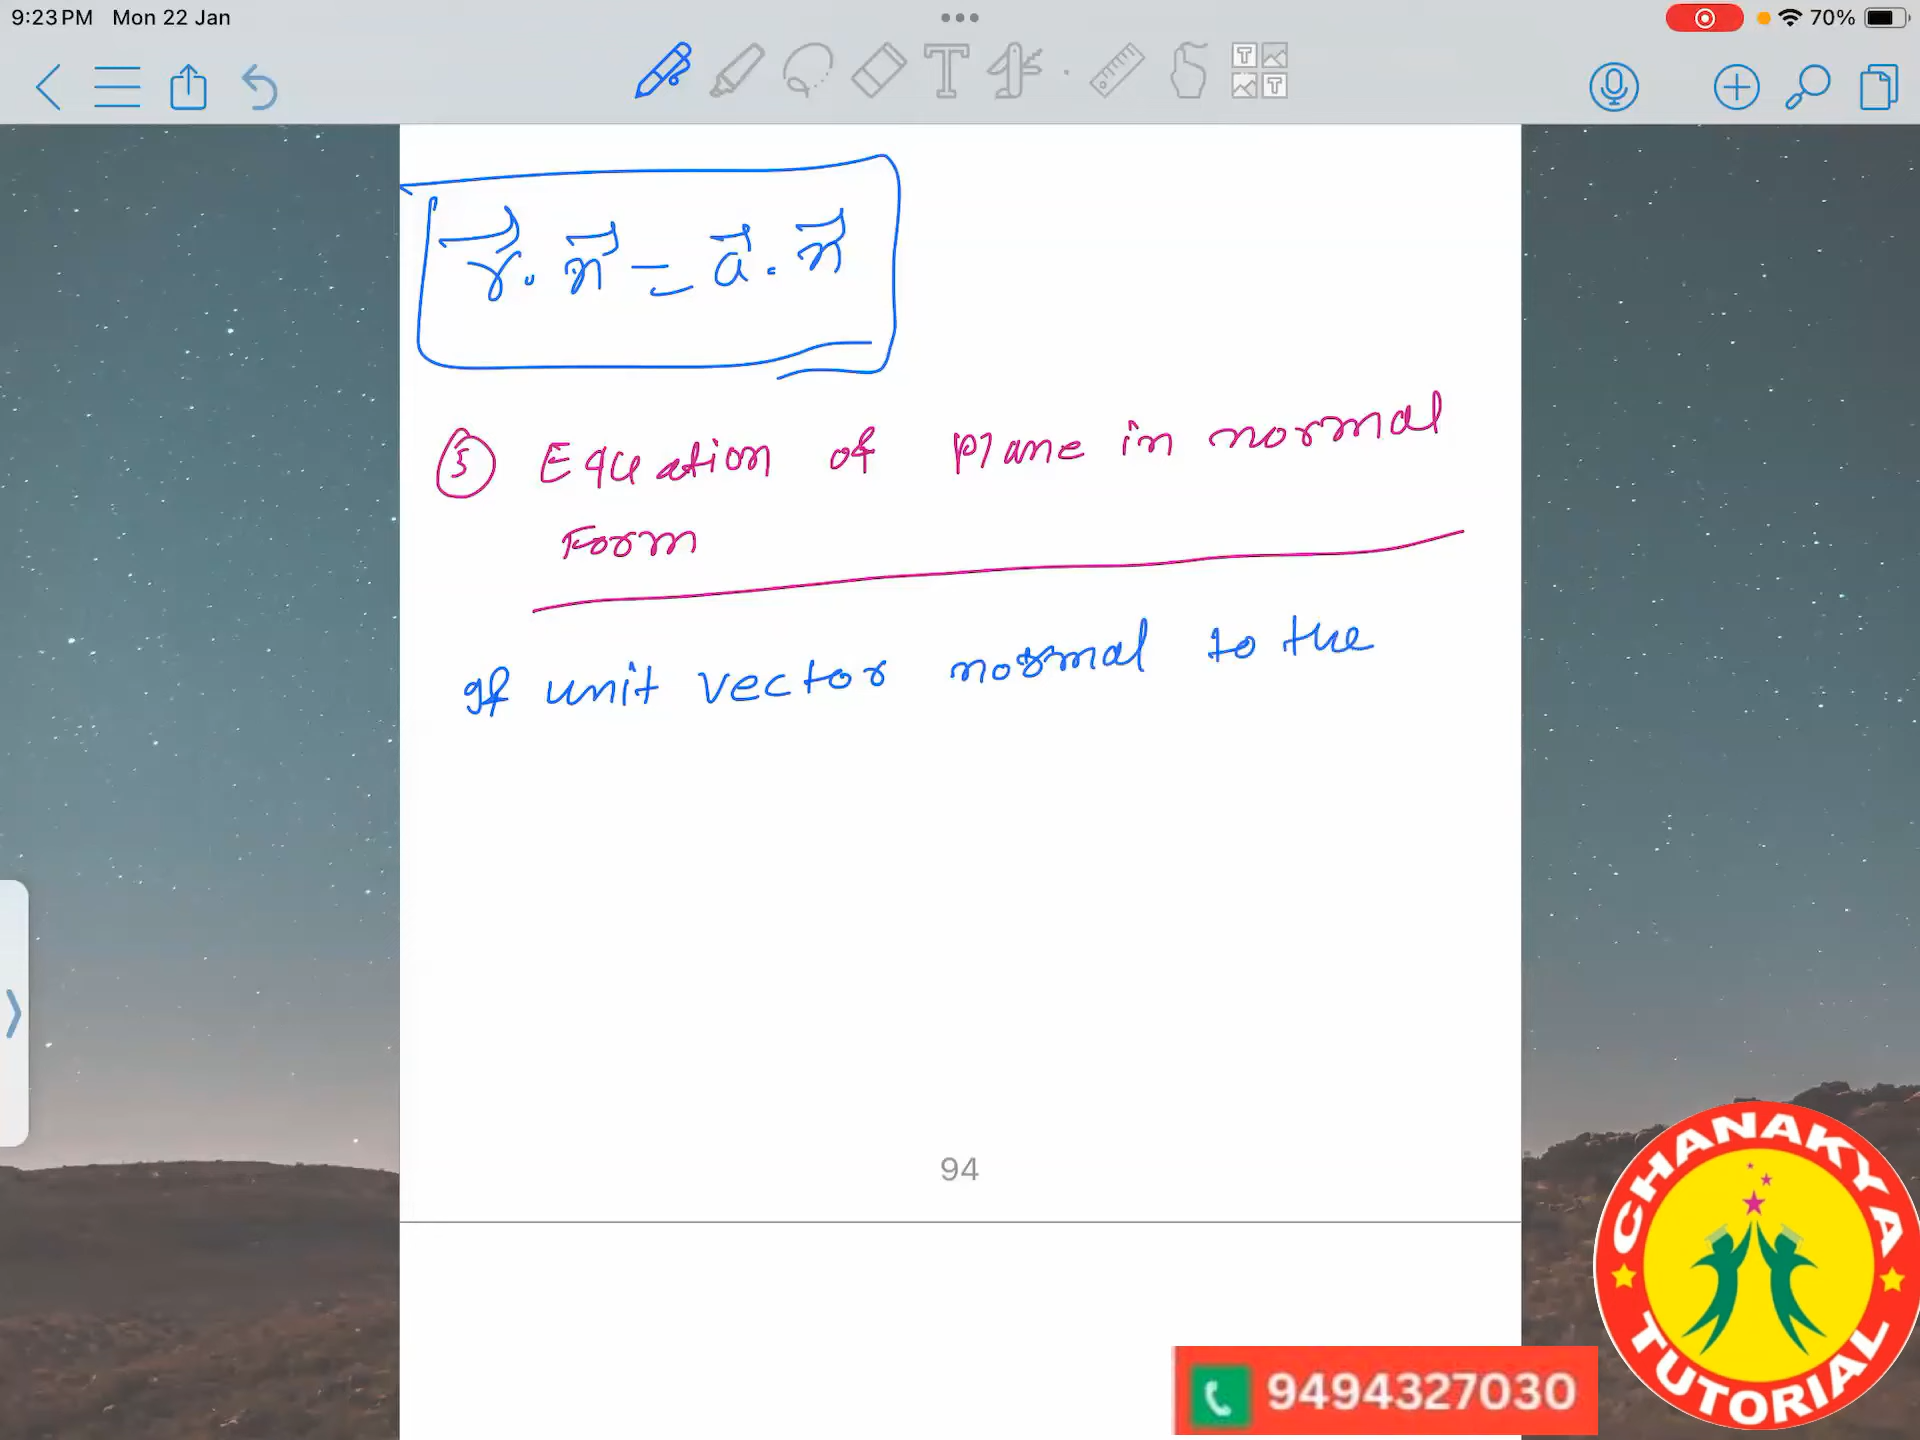 9:23 PM Mon 22 Jan
70%
r⃗ . n⃗ = a⃗ . n⃗
⑤ Equation of plane in normal
Form
If unit vector normal to the
94
CHANAKYA
TUTORIAL
9494327030